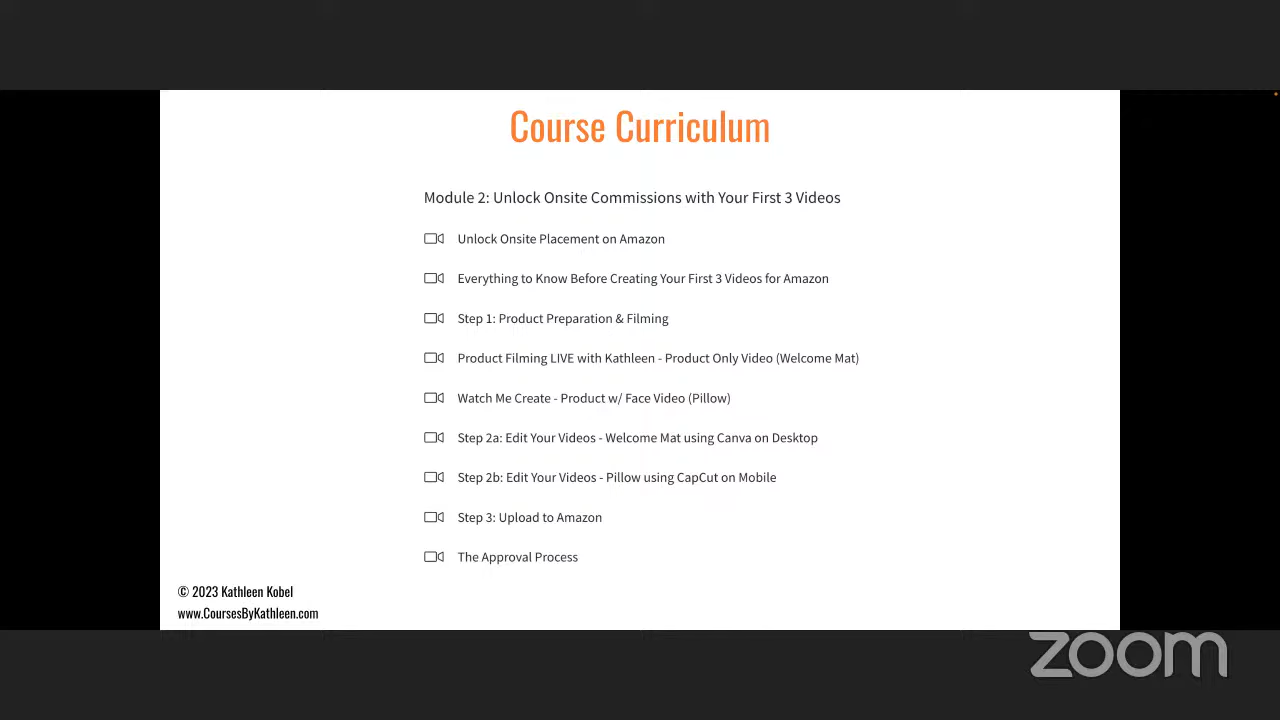 Course Curriculum
Module 2: Unlock Onsite Commissions with Your First 3 Videos
Unlock Onsite Placement on Amazon
Everything to Know Before Creating Your First 3 Videos for Amazon
Step 1: Product Preparation & Filming
Product Filming LIVE with Kathleen - Product Only Video (Welcome Mat)
Watch Me Create - Product w/ Face Video (Pillow)
Step 2a: Edit Your Videos - Welcome Mat using Canva on Desktop
Step 2b: Edit Your Videos - Pillow using CapCut on Mobile
Step 3: Upload to Amazon
The Approval Process
© 2023 Kathleen Kobel
www.CoursesByKathleen.com
zoom